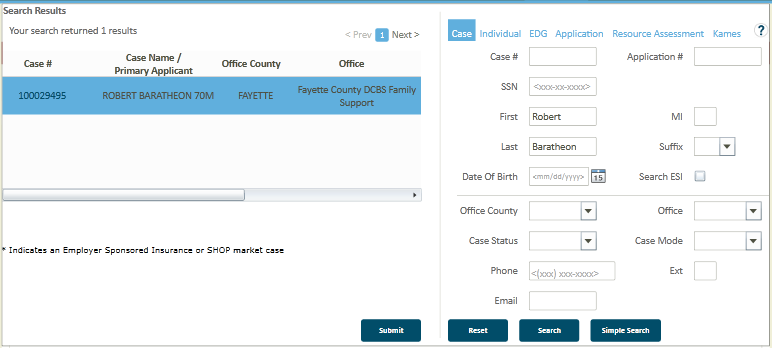 Search Results
Your search returned 1 results
< Prev 1 Next >
Case # Case Name / Primary Applicant Office County Office
100029495 ROBERT BARATHEON 70M FAYETTE Fayette County DCBS Family Support
* Indicates an Employer Sponsored Insurance or SHOP market case
Submit
Case Individual EDG Application Resource Assessment Kames ?
Case # Application #
SSN <xxx-xx-xxxx>
First Robert MI
Last Baratheon Suffix
Date Of Birth <mm/dd/yyyy> 15 Search ESI
Office County Office
Case Status Case Mode
Phone <(xxx) xxx-xxxx> Ext
Email
Reset Search Simple Search